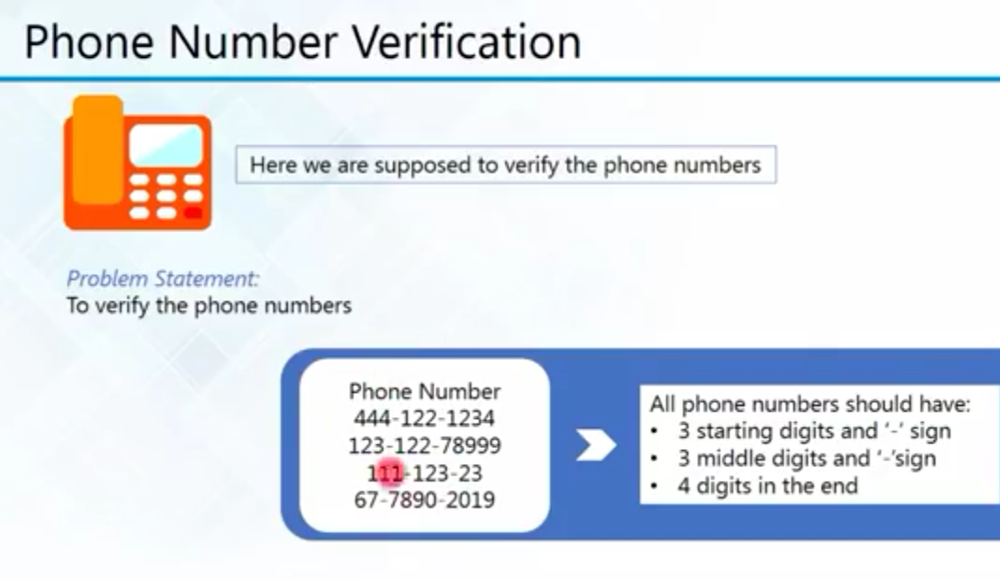 Phone Number Verification
Here we are supposed to verify the phone numbers
Problem Statement:
To verify the phone numbers
Phone Number
444-122-1234
123-122-78999
111-123-23
67-7890-2019
All phone numbers should have:
• 3 starting digits and ‘-’ sign
• 3 middle digits and ‘-’sign
• 4 digits in the end